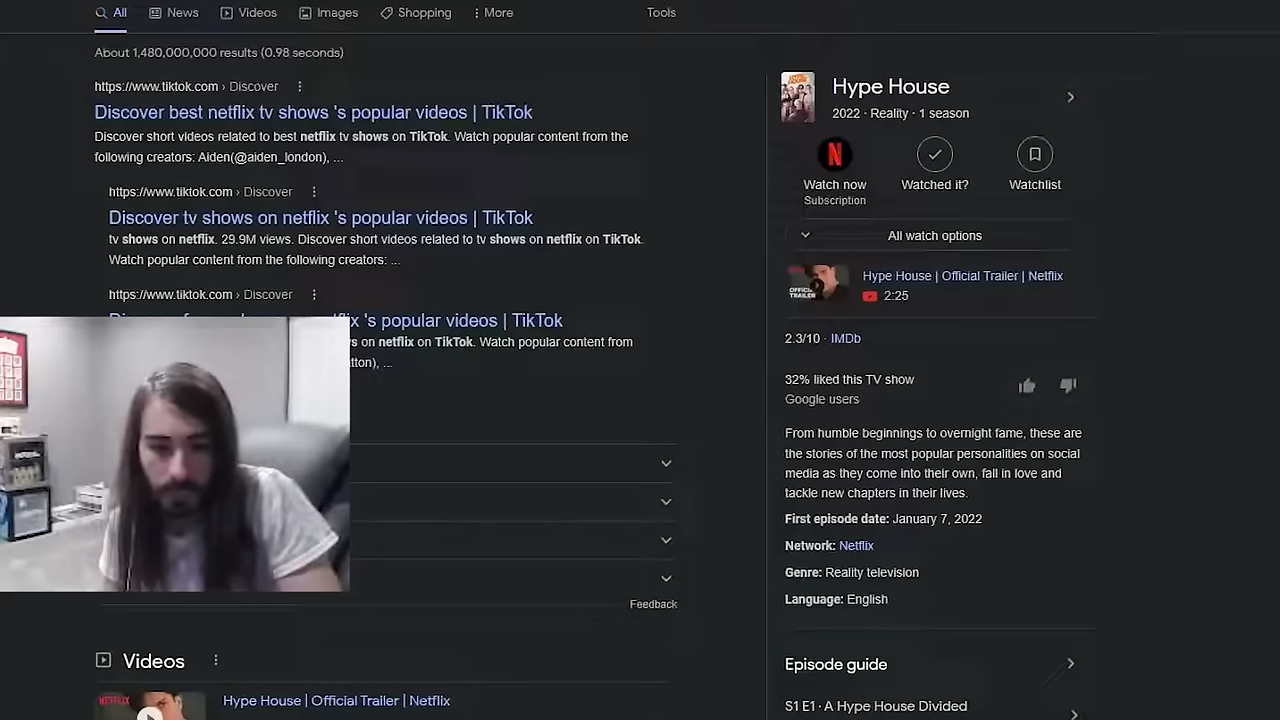 All
News
Videos
Images
Shopping
More
Tools
About 1,480,000,000 results (0.98 seconds)
https://www.tiktok.com › Discover
Discover best netflix tv shows 's popular videos | TikTok
Discover short videos related to best netflix tv shows on TikTok. Watch popular content from the
following creators: Aiden(@aiden_london), ...
https://www.tiktok.com › Discover
Discover tv shows on netflix 's popular videos | TikTok
tv shows on netflix. 29.9M views. Discover short videos related to tv shows on netflix on TikTok.
Watch popular content from the following creators: ...
https://www.tiktok.com › Discover
's popular videos | TikTok
on netflix on TikTok. Watch popular content from
Feedback
Videos
NETFLIX
Hype House | Official Trailer | Netflix
Hype House
2022 · Reality · 1 season
Watch now
Subscription
Watched it?
Watchlist
All watch options
TRAILER
Hype House | Official Trailer | Netflix
2:25
2.3/10 · IMDb
32% liked this TV show
Google users
From humble beginnings to overnight fame, these are
the stories of the most popular personalities on social
media as they come into their own, fall in love and
tackle new chapters in their lives.
First episode date: January 7, 2022
Network: Netflix
Genre: Reality television
Language: English
Episode guide
S1 E1 · A Hype House Divided